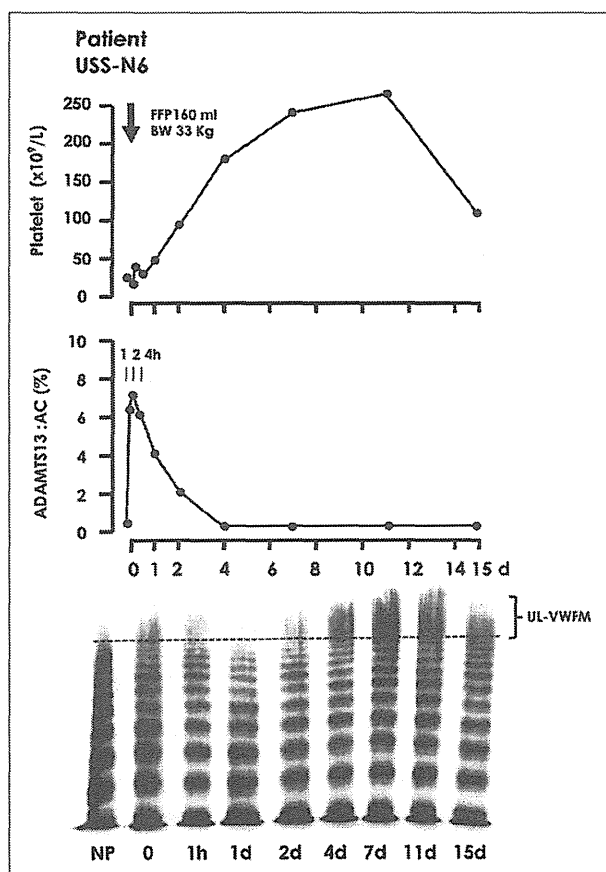 Patient
USS-N6
FFP160 ml
BW 33 Kg
Platelet (x10⁹/L)
250
200
150
100
50
0
ADAMTS13:AC (%)
10
8
6
4
2
0
1 2 4h
0 1 2 4 6 8 10 12 14 15 d
UL-VWFM
NP 0 1h 1d 2d 4d 7d 11d 15d